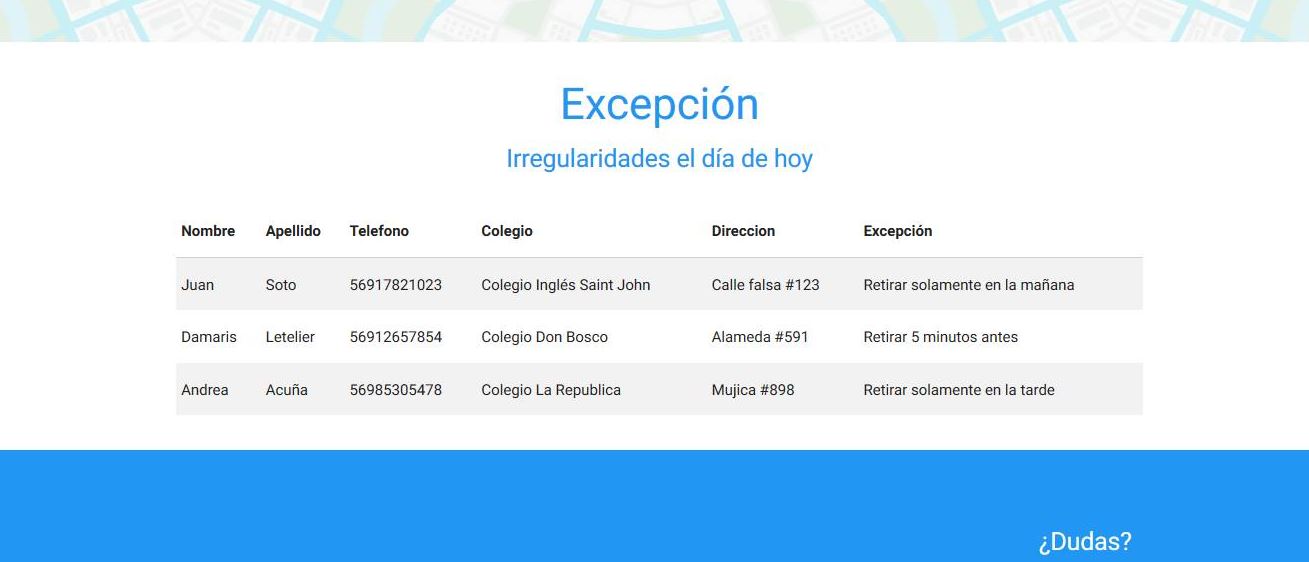 Excepción
Irregularidades el día de hoy
Nombre Apellido Telefono Colegio Direccion Excepción
Juan Soto 56917821023 Colegio Inglés Saint John Calle falsa #123 Retirar solamente en la mañana
Damaris Letelier 56912657854 Colegio Don Bosco Alameda #591 Retirar 5 minutos antes
Andrea Acuña 56985305478 Colegio La Republica Mujica #898 Retirar solamente en la tarde
¿Dudas?